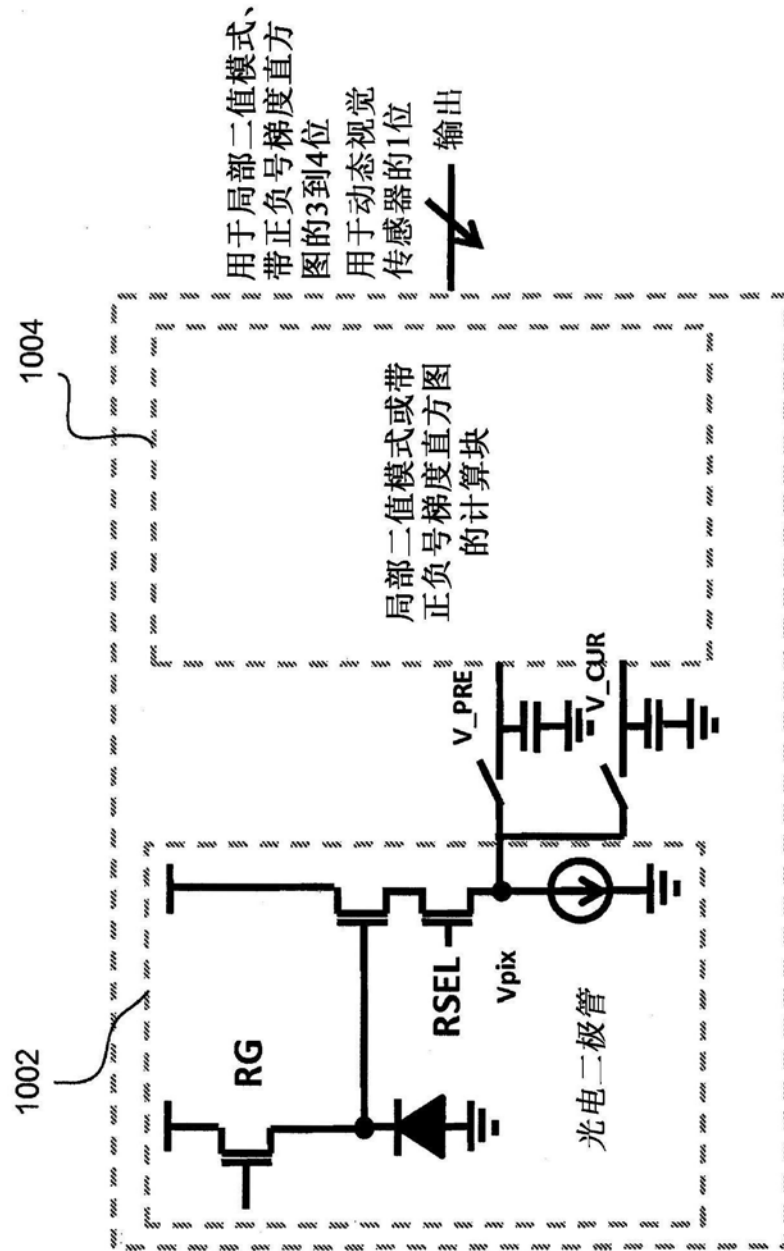 1002
1004
RG
RSEL
Vpix
光电二极管
V_PRE
V_CUR
局部二值模式或带
正负号梯度直方图
的计算块
用于局部二值模式、
带正负号梯度直方
图的3到4位
用于动态视觉
传感器的1位
输出